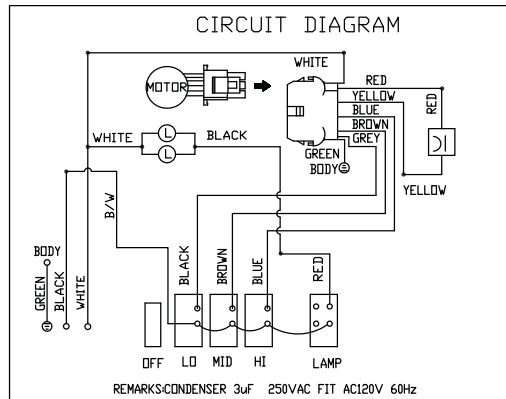 CIRCUIT DIAGRAM
WHITE
RED
MOTOR
YELLOW
BLUE
RED
BROWN
WHITE
L
BLACK
GREY
L
GREEN
BODY
YELLOW
B/W
BODY
BLACK
BROWN
BLUE
RED
GREEN
BLACK
WHITE
OFF
LO
MID
HI
LAMP
REMARKS:CONDENSER 3uF 250VAC FIT AC120V 60Hz